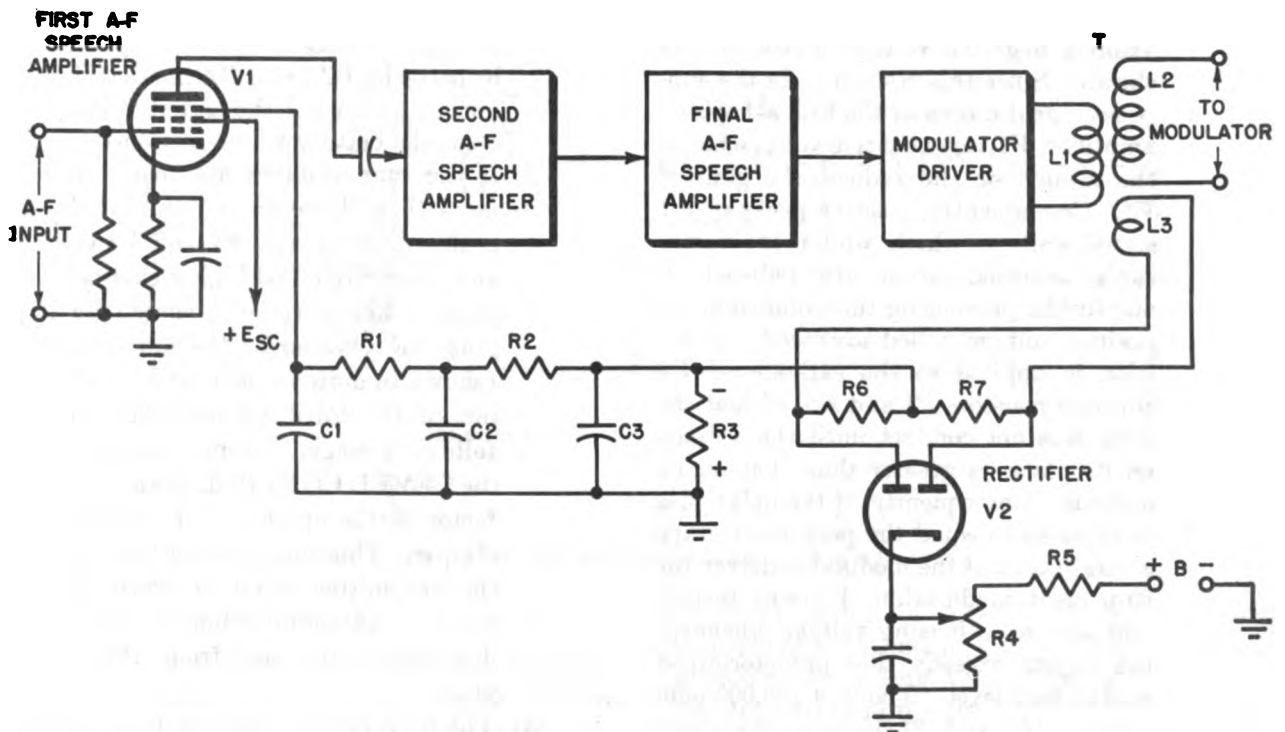 FIRST A-F
SPEECH
AMPLIFIER
V1
A-F
INPUT
+ESC
SECOND
A-F
SPEECH
AMPLIFIER
FINAL
A-F
SPEECH
AMPLIFIER
MODULATOR
DRIVER
T
L1
L2
L3
TO
MODULATOR
R1
R2
C1
C2
C3
-
R3
+
R6
R7
RECTIFIER
V2
R5
+ B -
R4